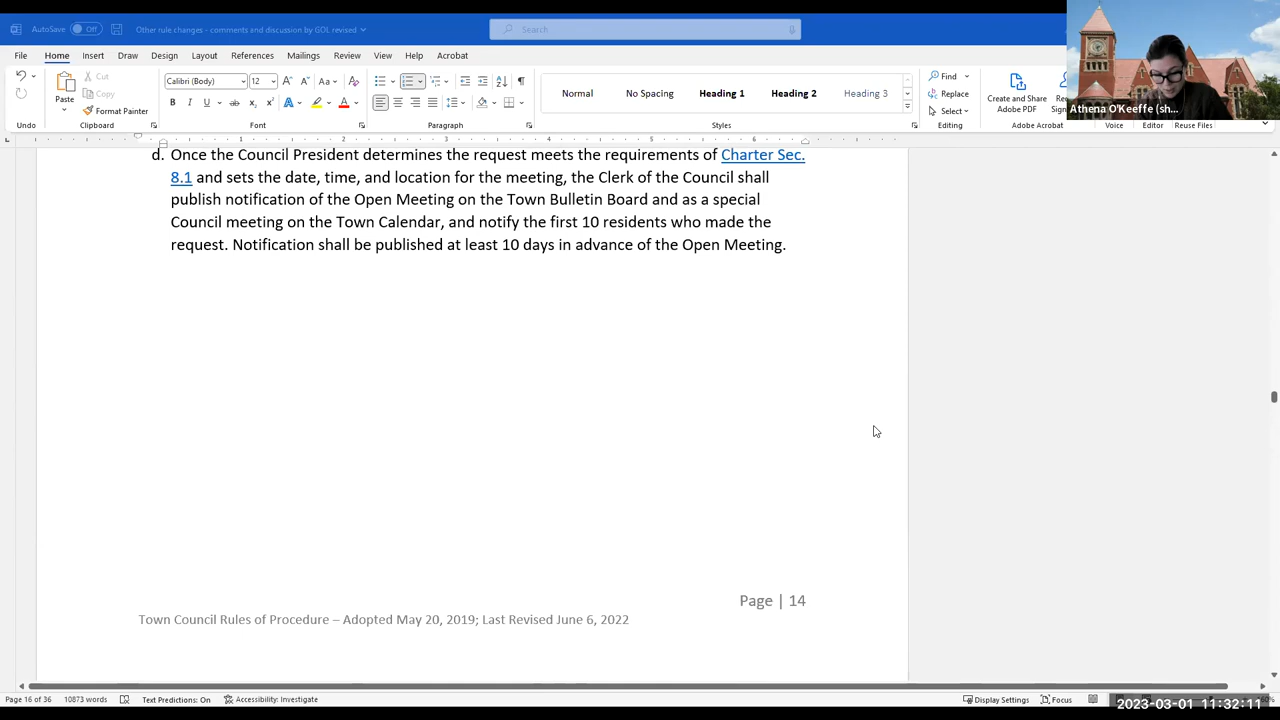 AutoSave Off Other rule changes - comments and discussion by GOL revised Search
File Home Insert Draw Design Layout References Mailings Review View Help Acrobat
Undo
Paste Cut Copy Format Painter
Clipboard
Calibri (Body) 12
Font
Paragraph
Normal No Spacing Heading 1 Heading 2 Heading 3
Styles
Find Replace Select
Editing
Create and Share Adobe PDF
Adobe Acrobat
Voice Editor Reuse Files
Athena O'Keeffe (sh...
d. Once the Council President determines the request meets the requirements of Charter Sec.
8.1 and sets the date, time, and location for the meeting, the Clerk of the Council shall
publish notification of the Open Meeting on the Town Bulletin Board and as a special
Council meeting on the Town Calendar, and notify the first 10 residents who made the
request. Notification shall be published at least 10 days in advance of the Open Meeting.
Page | 14
Town Council Rules of Procedure – Adopted May 20, 2019; Last Revised June 6, 2022
Page 16 of 36 10873 words Text Predictions: On Accessibility: Investigate Display Settings Focus
2023-03-01 11:32:11